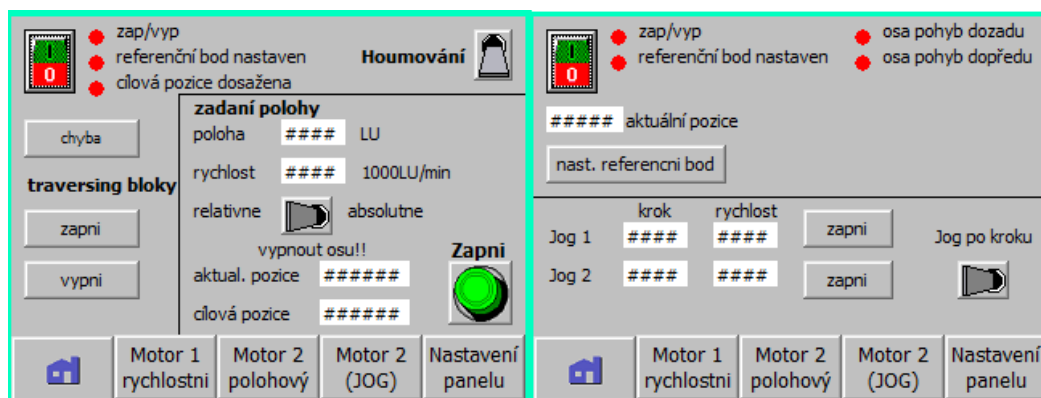 zap/vyp
referenční bod nastaven
cílová pozice dosažena
Houmování
I
0
chyba
traversing bloky
zapni
vypni
zadaní polohy
poloha #### LU
rychlost #### 1000LU/min
relativne absolutne
vypnout osu!!
aktual. pozice ######
cílová pozice ######
Zapni
Motor 1
rychlostni
Motor 2
polohový
Motor 2
(JOG)
Nastavení
panelu
I
0
zap/vyp
referenční bod nastaven
osa pohyb dozadu
osa pohyb dopředu
##### aktuální pozice
nast. referencni bod
krok rychlost
Jog 1 #### #### zapni
Jog 2 #### #### zapni
Jog po kroku
Motor 1
rychlostni
Motor 2
polohový
Motor 2
(JOG)
Nastavení
panelu